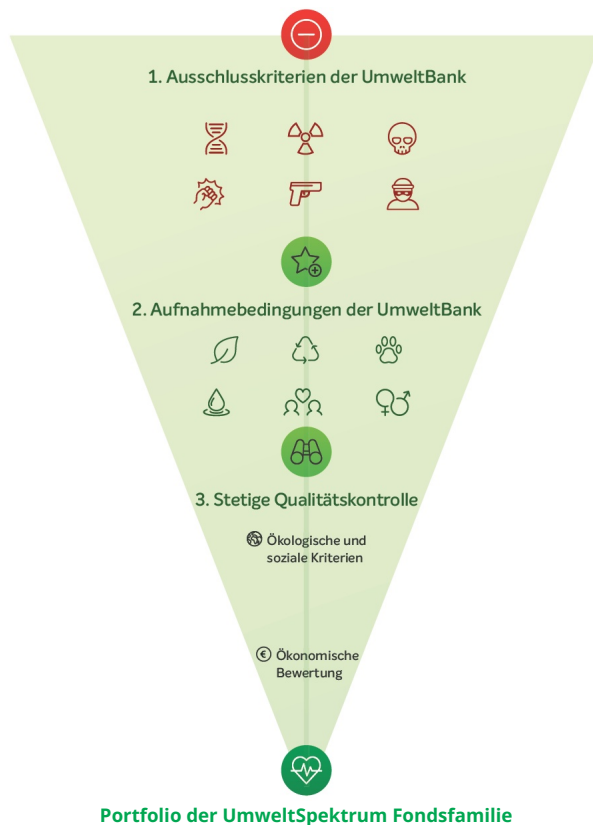 1. Ausschlusskriterien der UmweltBank
2. Aufnahmebedingungen der UmweltBank
3. Stetige Qualitätskontrolle
Ökologische und
soziale Kriterien
€ Ökonomische
Bewertung
Portfolio der UmweltSpektrum Fondsfamilie